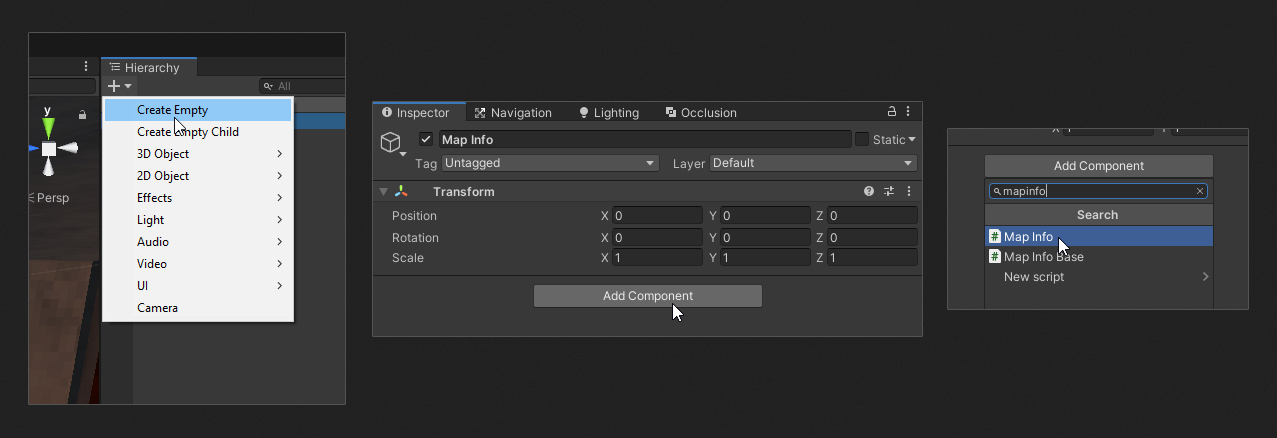 Hierarchy
All
Create Empty
Create Empty Child
3D Object
2D Object
Effects
Light
Audio
Video
UI
Camera
y
Persp
Inspector Navigation Lighting Occlusion
Map Info Static
Tag Untagged Layer Default
Transform
Position X 0 Y 0 Z 0
Rotation X 0 Y 0 Z 0
Scale X 1 Y 1 Z 1
Add Component
Add Component
mapinfo
Search
Map Info
Map Info Base
New script